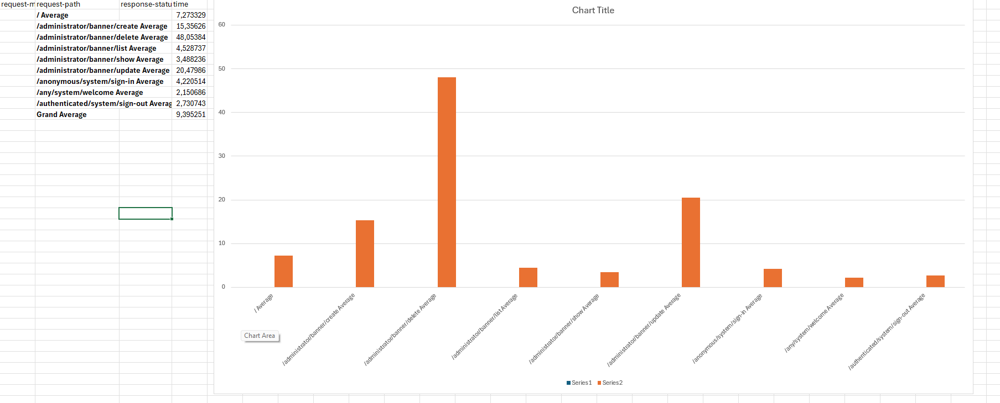 request-m request-path response-statu time
/ Average 7,273329
/administrator/banner/create Average 15,35626
/administrator/banner/delete Average 48,05384
/administrator/banner/list Average 4,528737
/administrator/banner/show Average 3,488236
/administrator/banner/update Average 20,47986
/anonymous/system/sign-in Average 4,220514
/any/system/welcome Average 2,150686
/authenticated/system/sign-out Averag 2,730743
Grand Average 9,395251
Chart Title
60
50
40
30
20
10
0
/ Average
/administrator/banner/create Average
/administrator/banner/delete Average
/administrator/banner/list Average
/administrator/banner/show Average
/administrator/banner/update Average
/anonymous/system/sign-in Average
/any/system/welcome Average
/authenticated/system/sign-out Average
Chart Area
Series1 Series2